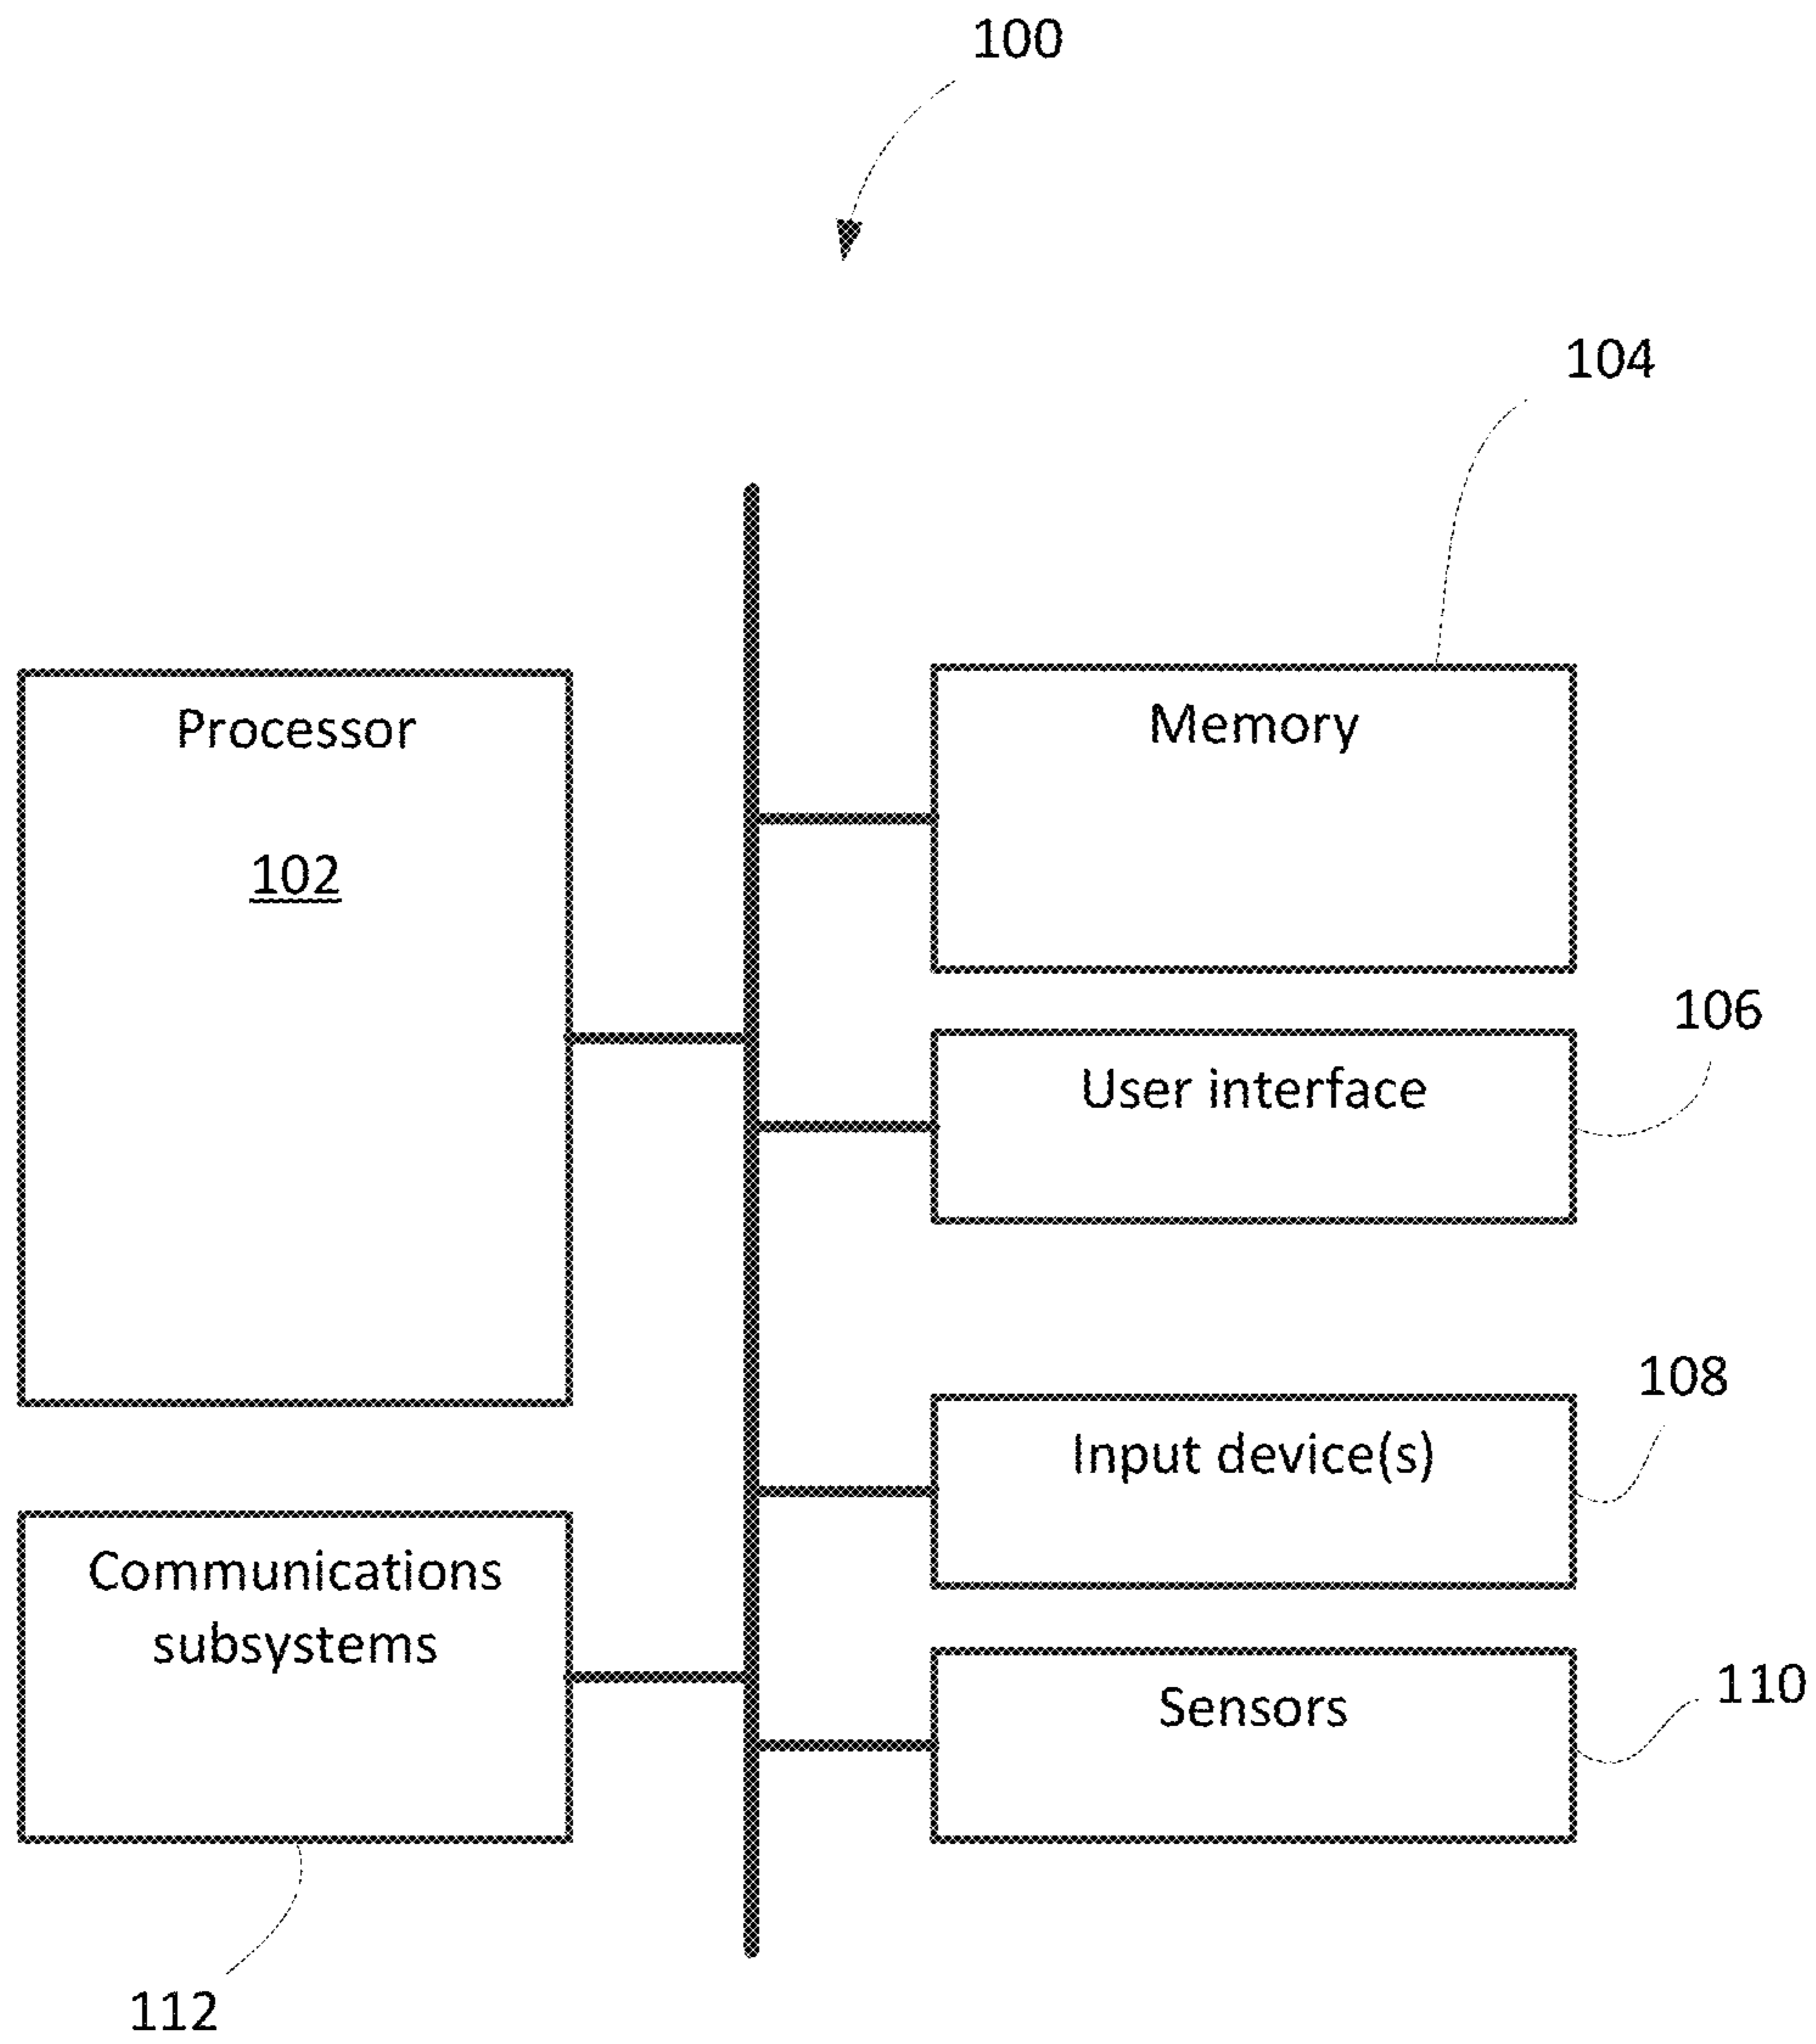 100
104
Processor
102
Memory
106
User interface
108
Input device(s)
Communications
subsystems
110
Sensors
112